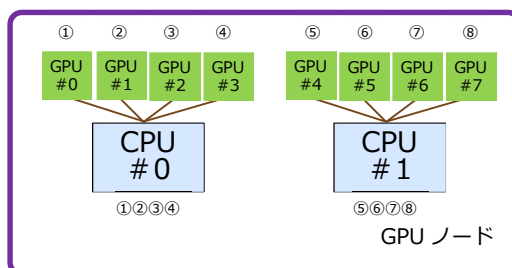 ① ② ③ ④ ⑤ ⑥ ⑦ ⑧
GPU GPU GPU GPU GPU GPU GPU GPU
#0 #1 #2 #3 #4 #5 #6 #7
CPU CPU
#0 #1
①②③④ ⑤⑥⑦⑧
GPU ノード